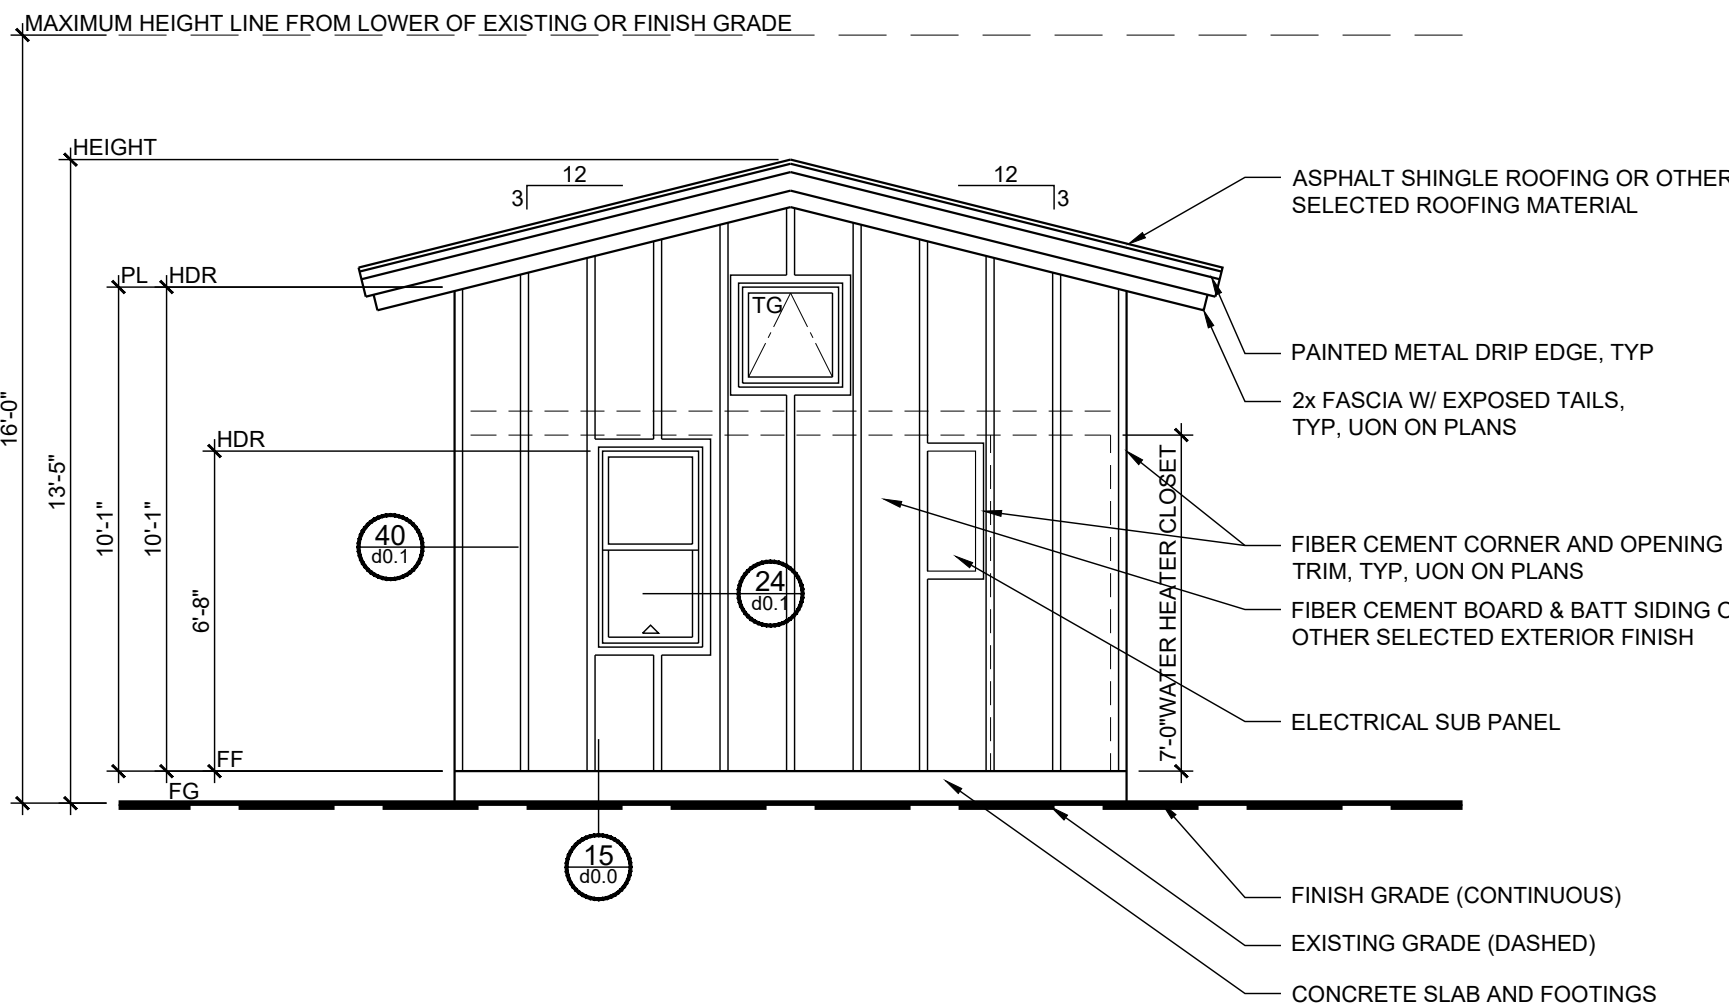 MAXIMUM HEIGHT LINE FROM LOWER OF EXISTING OR FINISH GRADE
HEIGHT
12
3
12
3
ASPHALT SHINGLE ROOFING OR OTHER
SELECTED ROOFING MATERIAL
PL
HDR
TG
PAINTED METAL DRIP EDGE, TYP
2x FASCIA W/ EXPOSED TAILS,
TYP, UON ON PLANS
16'-0"
13'-5"
10'-1"
10'-1"
HDR
6'-8"
40
d0.1
24
d0.1
7'-0"WATER HEATER CLOSET
FIBER CEMENT CORNER AND OPENING
TRIM, TYP, UON ON PLANS
FIBER CEMENT BOARD & BATT SIDING
OTHER SELECTED EXTERIOR FINISH
ELECTRICAL SUB PANEL
FF
FG
15
d0.0
FINISH GRADE (CONTINUOUS)
EXISTING GRADE (DASHED)
CONCRETE SLAB AND FOOTINGS